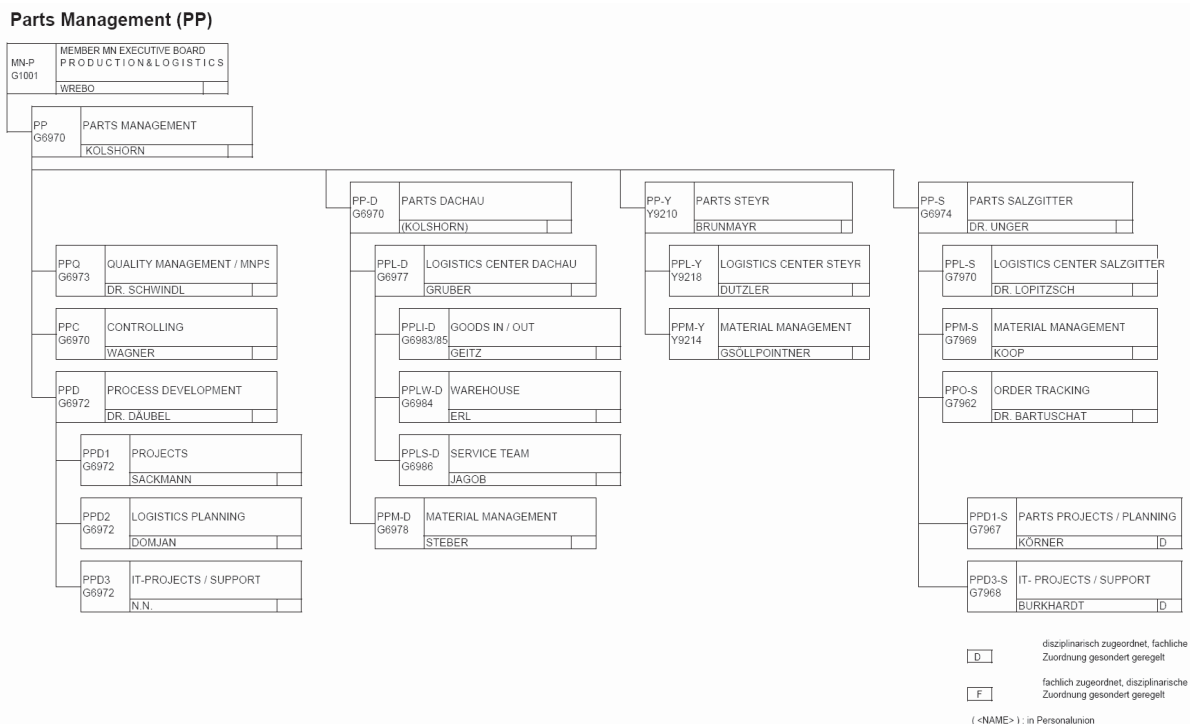 Parts Management (PP)
MN-P
G1001
MEMBER MN EXECUTIVE BOARD
PRODUCTION&LOGISTICS
WREBO
PP
G6970
PARTS MANAGEMENT
KOLSHORN
PPQ
G6973
QUALITY MANAGEMENT / MNPS
DR. SCHWINDL
PPC
G6970
CONTROLLING
WAGNER
PPD
G6972
PROCESS DEVELOPMENT
DR. DÄUBEL
PPD1
G6972
PROJECTS
SACKMANN
PPD2
G6972
LOGISTICS PLANNING
DOMJAN
PPD3
G6972
IT-PROJECTS / SUPPORT
N.N.
PP-D
G6970
PARTS DACHAU
(KOLSHORN)
PPL-D
G6977
LOGISTICS CENTER DACHAU
GRUBER
PPLI-D
G6983/85
GOODS IN / OUT
GEITZ
PPLW-D
G6984
WAREHOUSE
ERL
PPLS-D
G6986
SERVICE TEAM
JAGOB
PPM-D
G6978
MATERIAL MANAGEMENT
STEBER
PP-Y
Y9210
PARTS STEYR
BRUNMAYR
PPL-Y
Y9218
LOGISTICS CENTER STEYR
DUTZLER
PPM-Y
Y9214
MATERIAL MANAGEMENT
GSÖLLPOINTNER
PP-S
G6974
PARTS SALZGITTER
DR. UNGER
PPL-S
G7970
LOGISTICS CENTER SALZGITTER
DR. LOPITZSCH
PPM-S
G7969
MATERIAL MANAGEMENT
KOOP
PPO-S
G7962
ORDER TRACKING
DR. BARTUSCHAT
PPD1-S
G7967
PARTS PROJECTS / PLANNING
KÖRNER D
PPD3-S
G7968
IT- PROJECTS / SUPPORT
BURKHARDT D
disziplinarisch zugeordnet, fachliche
D Zuordnung gesondert geregelt
fachlich zugeordnet, disziplinarische
F Zuordnung gesondert geregelt
( <NAME> ) : in Personalunion